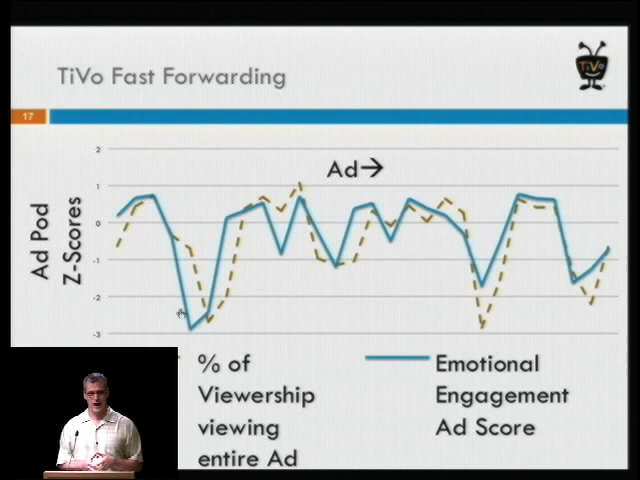 TiVo Fast Forwarding
TiVo
17
Ad→
2
1
0
-1
-2
-3
Ad Pod
Z-Scores
% of
Viewership
viewing
entire Ad
Emotional
Engagement
Ad Score